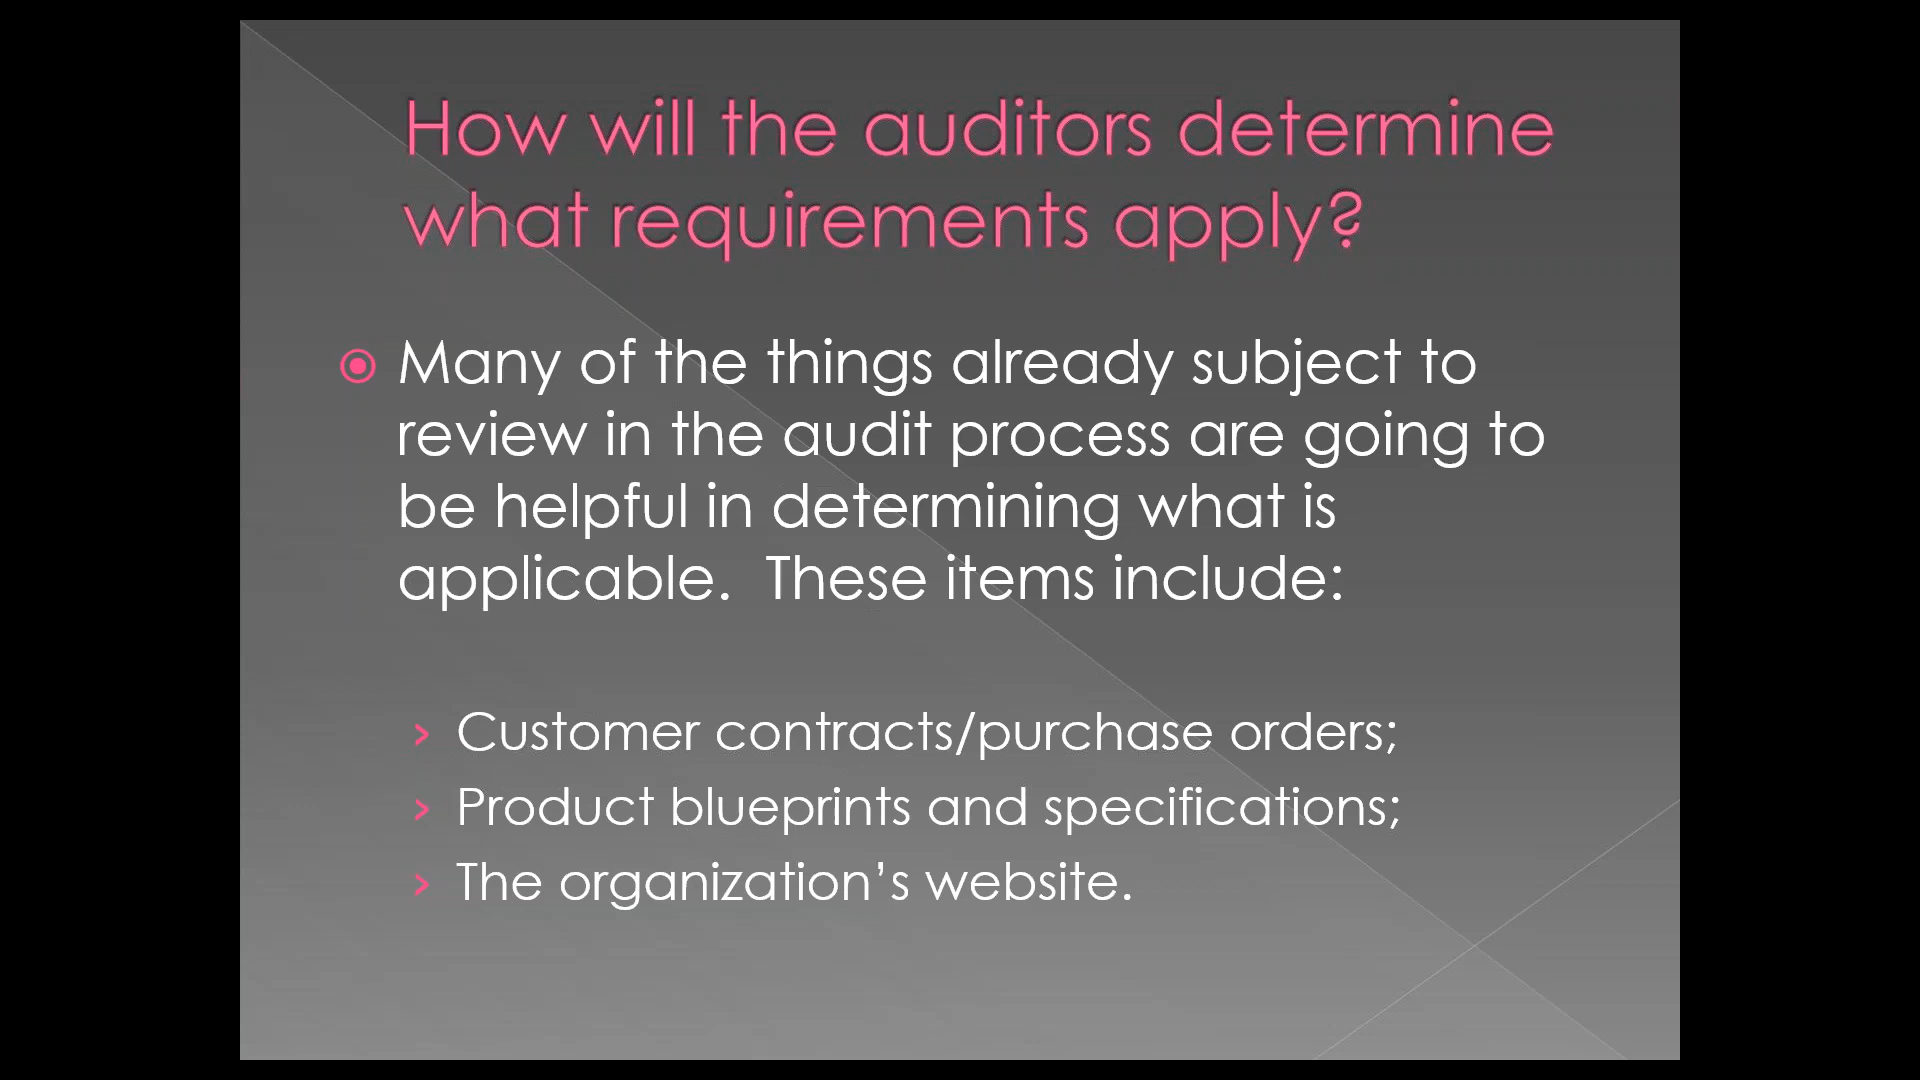 How will the auditors determine
what requirements apply?
Many of the things already subject to
review in the audit process are going to
be helpful in determining what is
applicable.  These items include:
› Customer contracts/purchase orders;
› Product blueprints and specifications;
› The organization’s website.